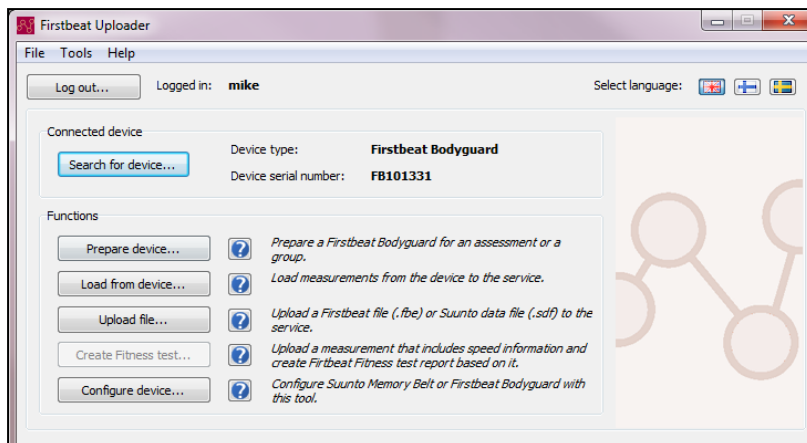 Firstbeat Uploader
File Tools Help
Log out... Logged in: mike Select language:
Connected device
Search for device... Device type: Firstbeat Bodyguard
Device serial number: FB101331
Functions
Prepare device... ? Prepare a Firstbeat Bodyguard for an assessment or a
group.
Load from device... ? Load measurements from the device to the service.
Upload file... ? Upload a Firstbeat file (.fbe) or Suunto data file (.sdf) to the
service.
Create Fitness test... ? Upload a measurement that includes speed information and
create Firtbeat Fitness test report based on it.
Configure device... ? Configure Suunto Memory Belt or Firstbeat Bodyguard with
this tool.